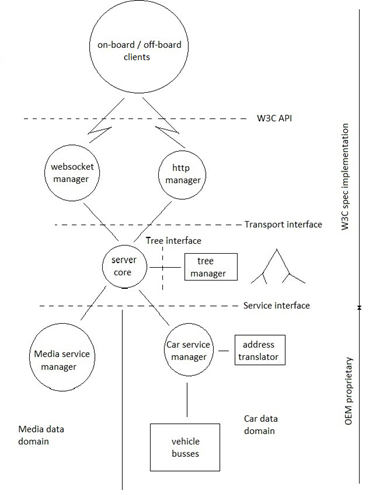 on-board / off-board
clients
W3C API
websocket
manager
http
manager
W3C spec implementation
Transport interface
Tree interface
server
core
tree
manager
Service interface
Media service
manager
Car service
manager
address
translator
OEM proprietary
Media data
domain
Car data
domain
vehicle
busses